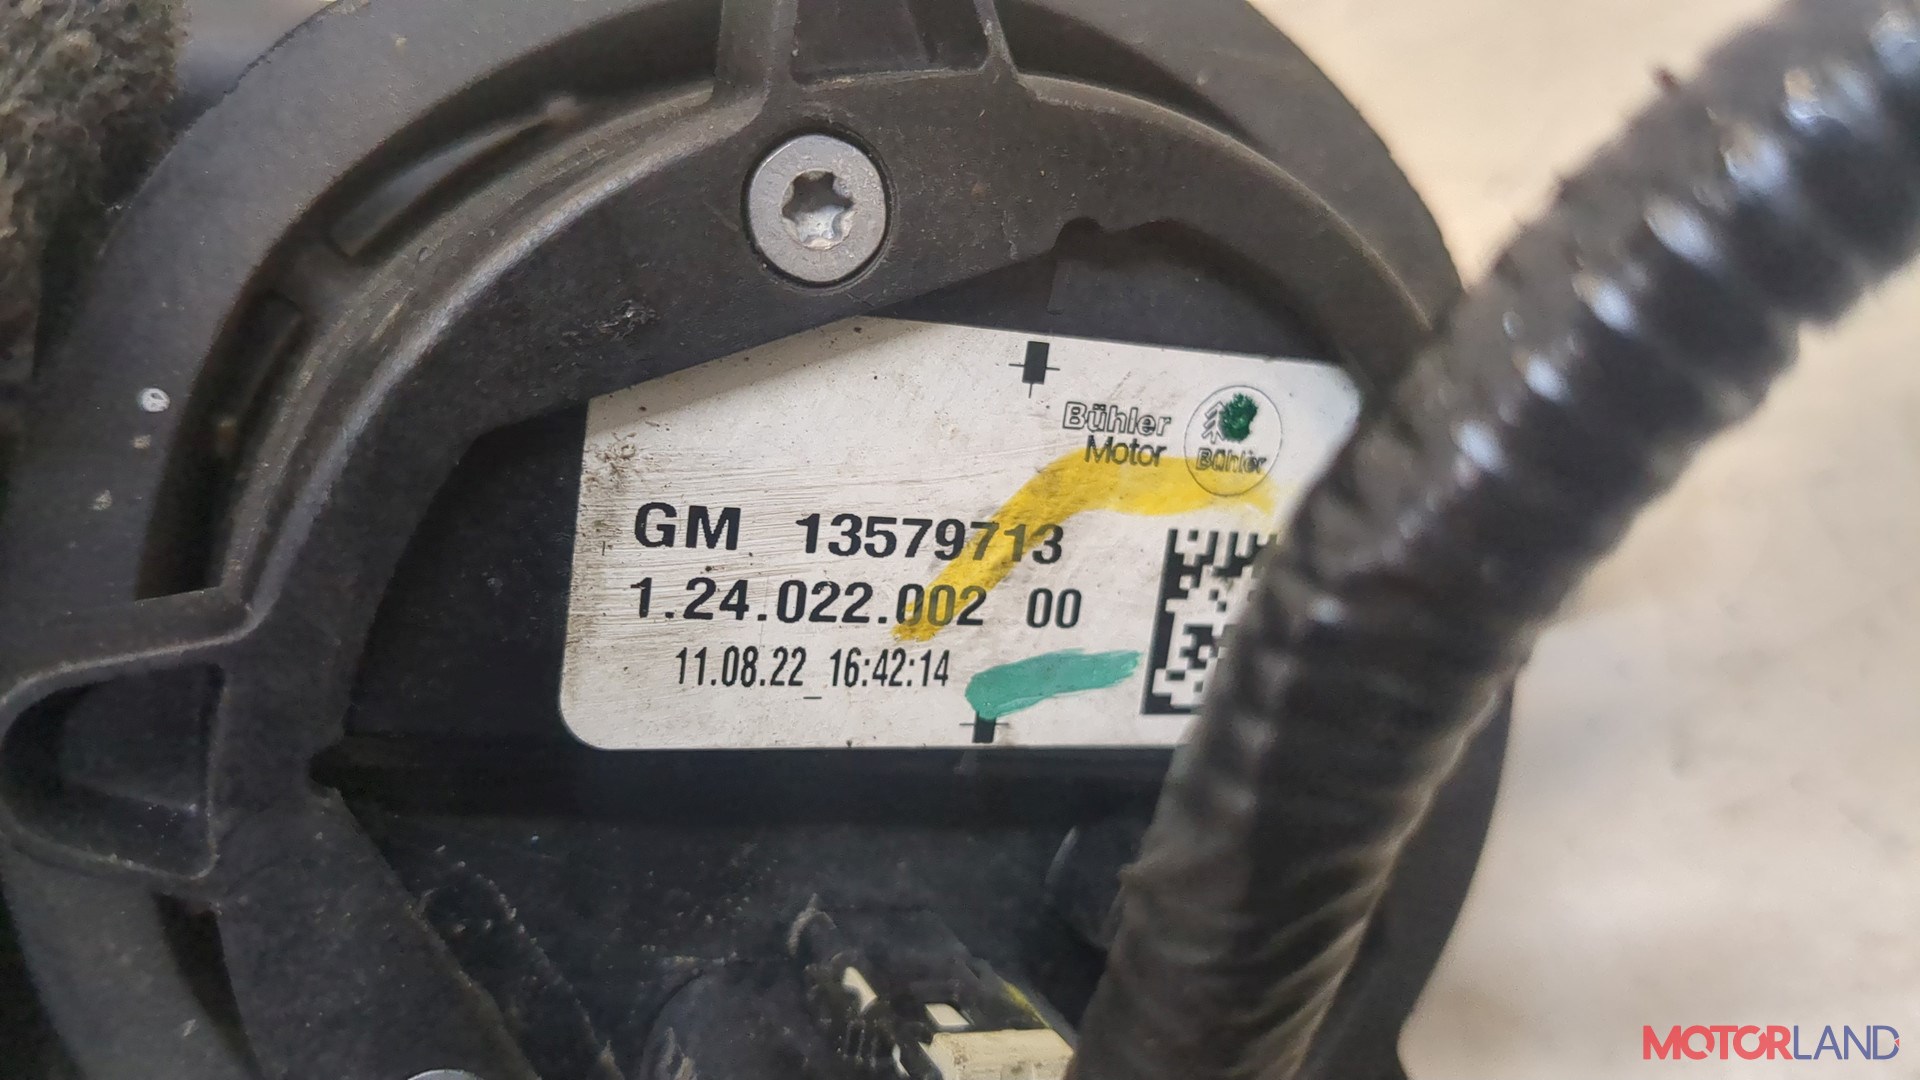 Bühler
Motor
Bühler
GM 13579713
1.24.022.002 00
11.08.22_16:42:14
MOTORLAND